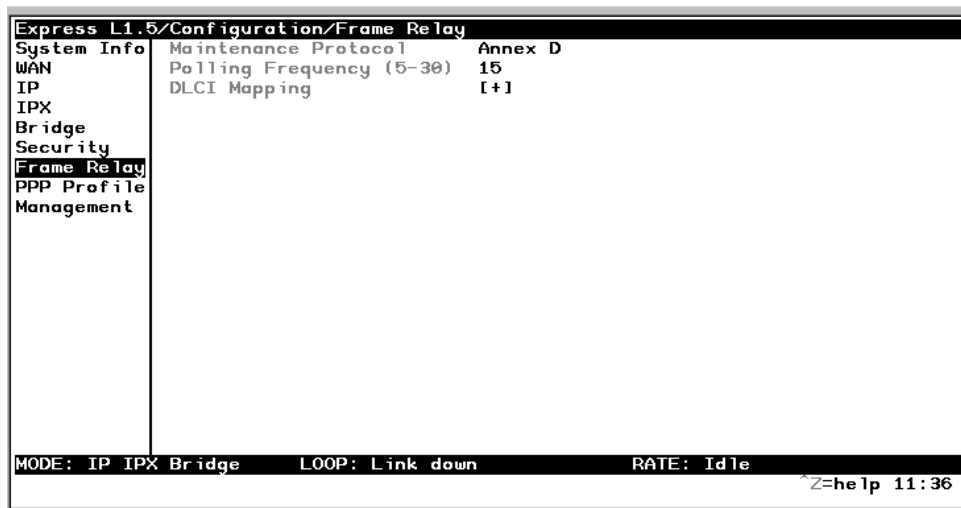 Express L1.5/Configuration/Frame Relay
System Info Maintenance Protocol Annex D
WAN Polling Frequency (5-30) 15
IP DLCI Mapping [+]
IPX
Bridge
Security
Frame Relay
PPP Profile
Management
MODE: IP IPX Bridge LOOP: Link down RATE: Idle
^Z=help 11:36